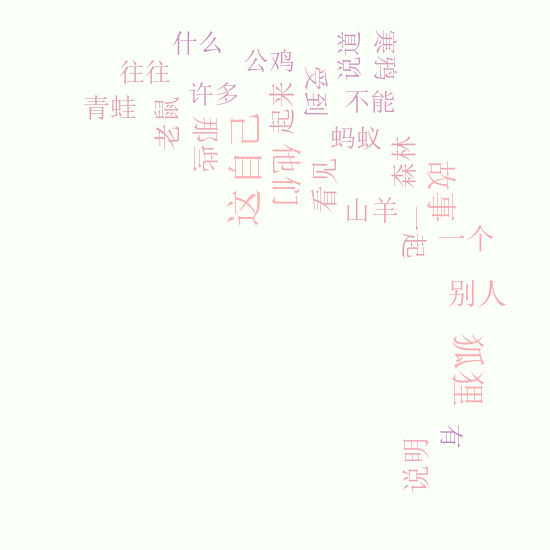 什么
公鸡
说道
寒鸦
往往
受到
许多
起来
不能
青蛙
老鼠
那些
自己
蚂蚁
森林
他们
看见
这
山羊
故事
一起
一个
别人
狐狸
有
说明